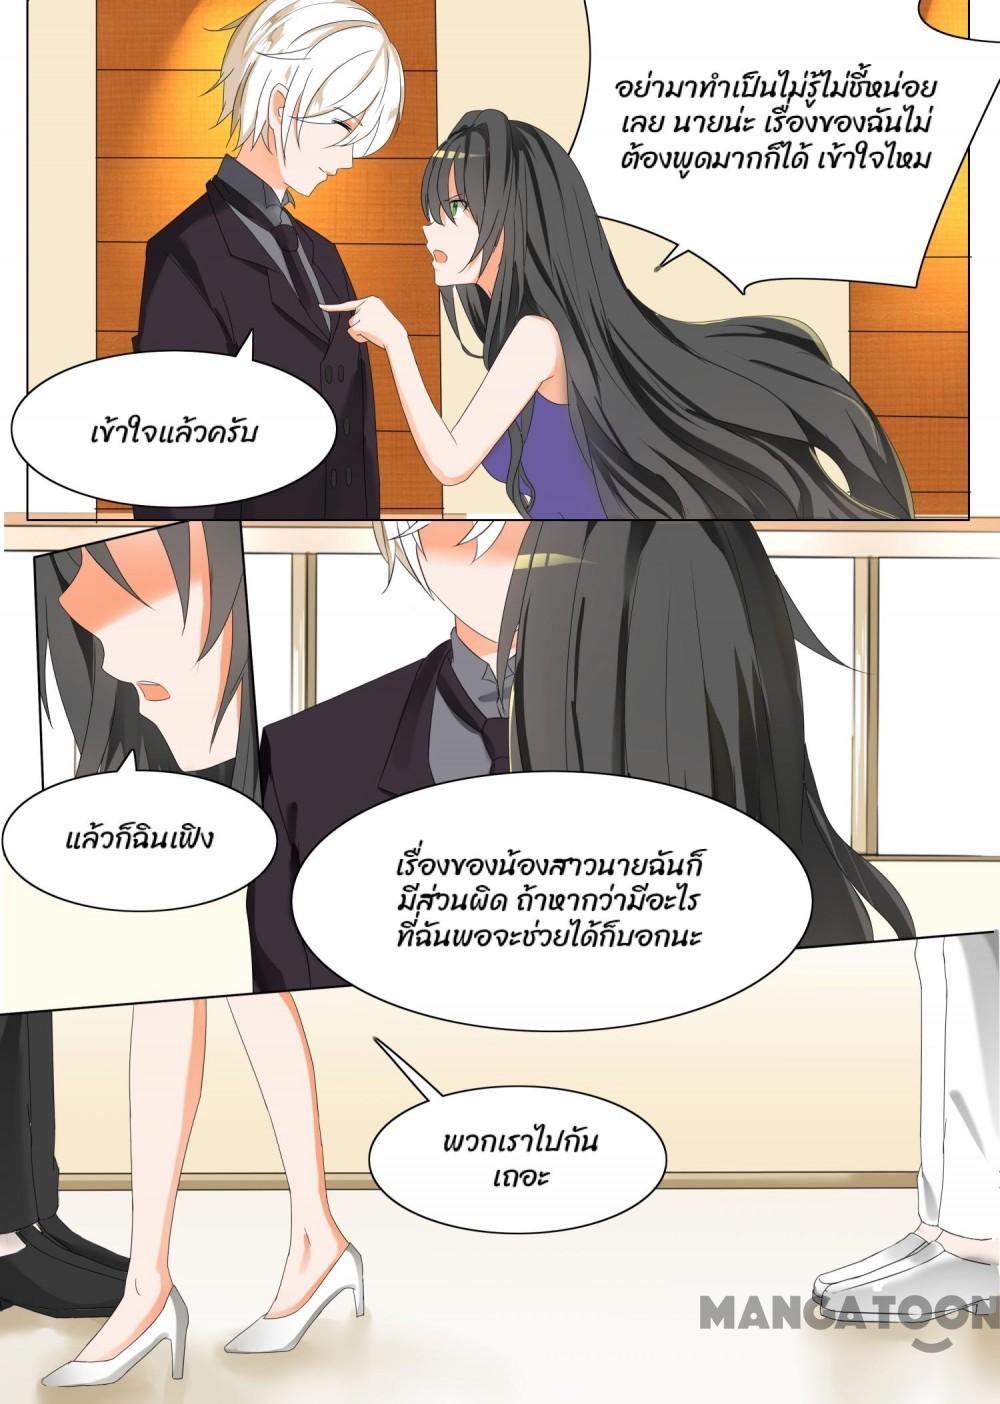 อย่ามาทำเป็นไม่รู้ไม่ชี้หน่อย
เลย นายน่ะ เรื่องของฉันไม่
ต้องพูดมากก็ได้ เข้าใจไหม
เข้าใจแล้วครับ
แล้วก็ฉินเฟิง
เรื่องของน้องสาวนายฉันก็
มีส่วนผิด ถ้าหากว่ามีอะไร
ที่ฉันพอจะช่วยได้ก็บอกนะ
พวกเราไปกัน
เถอะ
MANGATOON